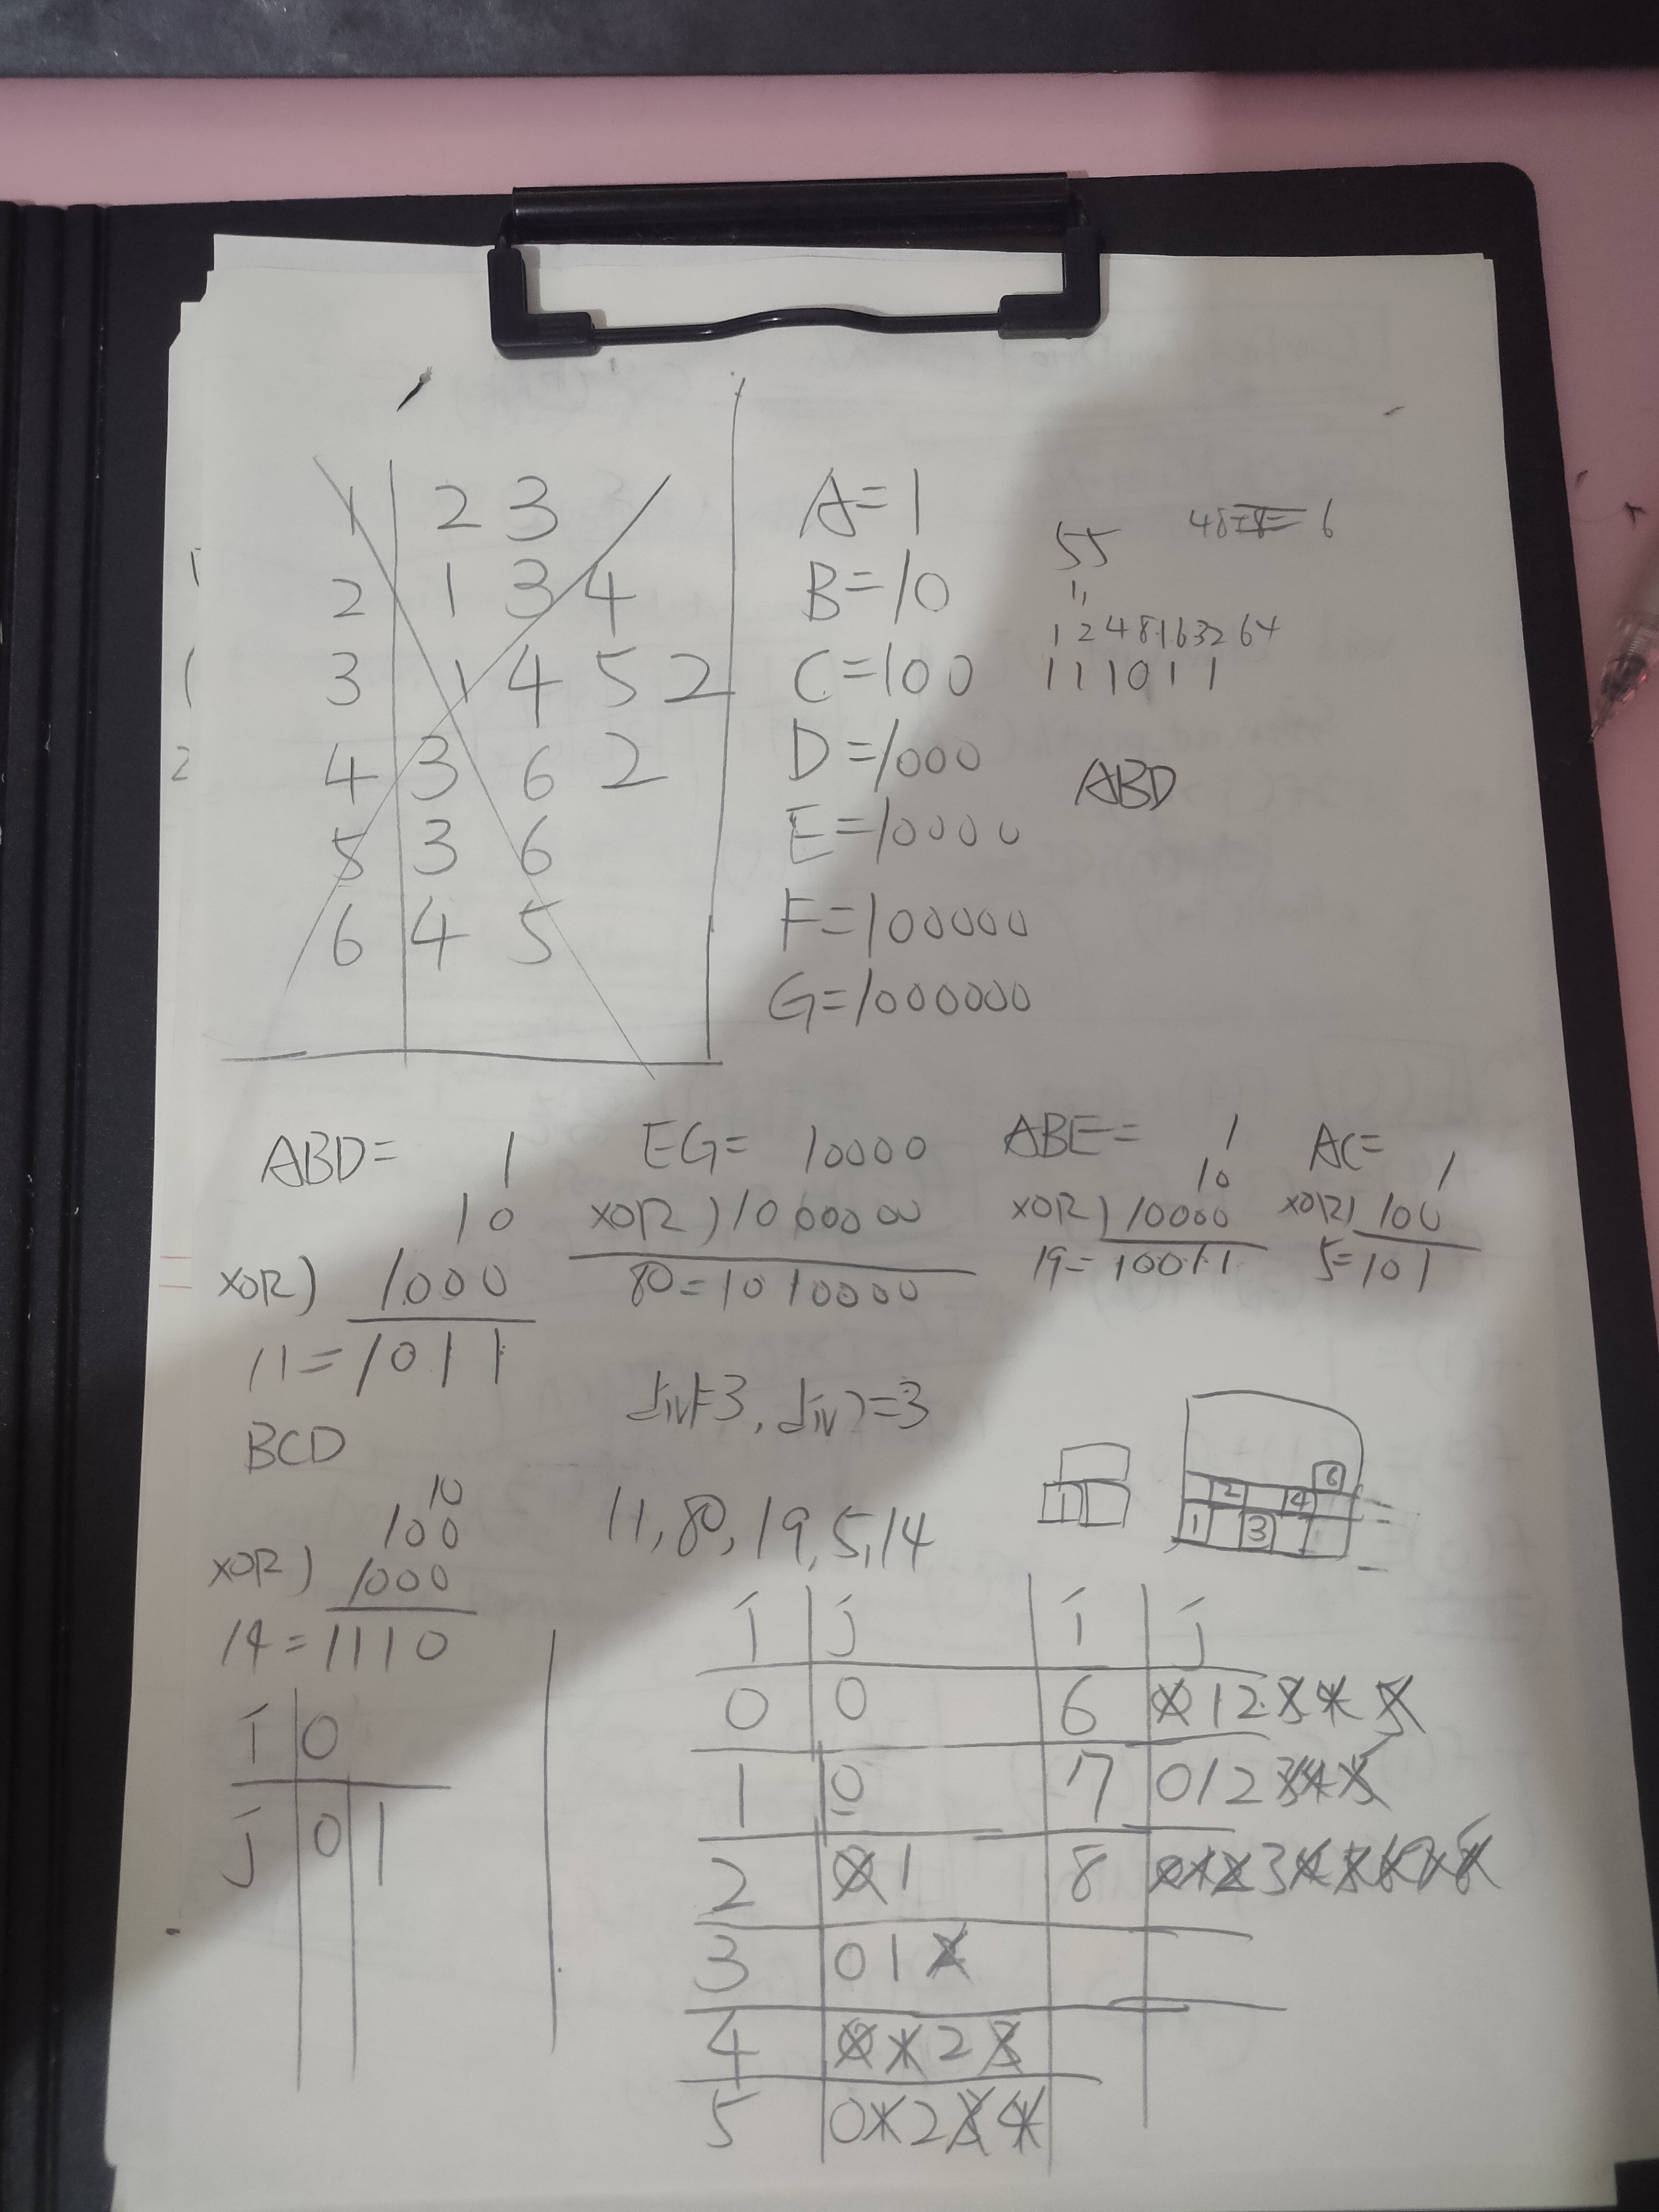 1 2 3
2 1 3 4
3 1 4 5 2
4 3 6 2
5 3 6
6 4 5
1
1
2
A=1
B=10
C=100
D=1000
E=10000
F=100000
G=1000000
55
1 2 4 8 16 32 64
1 1 1 0 1 1
ABD
ABD= 1
10
XOR) 1000
11=1011
EG= 10000
XOR) 1000000
80=1010000
ABE= 1
10
XOR) 10000
19=10011
AC= 1
XOR) 100
5=101
div1=3, div2=3
BCD
10
100
XOR) 1000
14=1110
11, 80, 19, 5, 14
1
2 4 6
1 3
i 0
j 0 1
i j i j
0 0 6 0 1 2 3 4 5
1 0 7 0 1 2 3 4 5
2 0 1 8 0 1 2 3 4 5 6 7 8
3 0 1 2
4 0 1 2 3
5 0 1 2 3 4